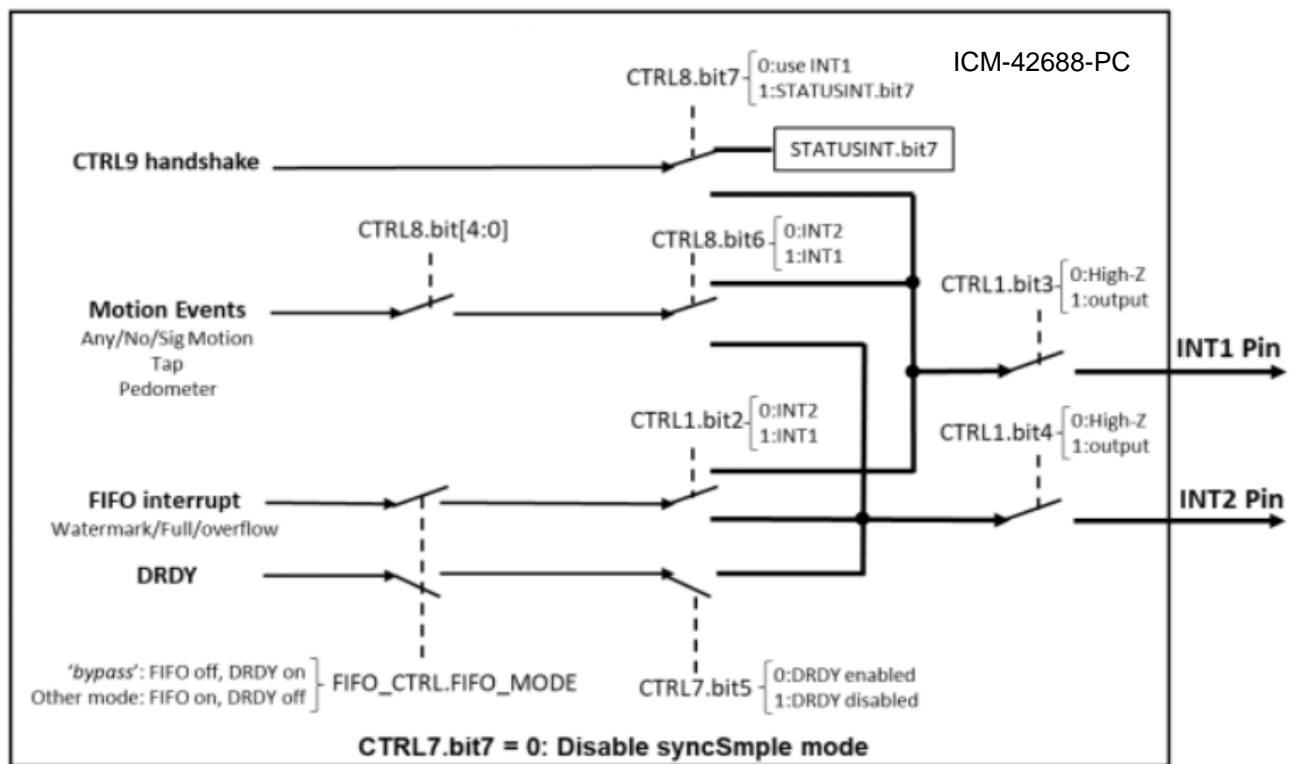 ICM-42688-PC
CTRL8.bit7
0:use INT1
1:STATUSINT.bit7
CTRL9 handshake
STATUSINT.bit7
CTRL8.bit[4:0]
CTRL8.bit6
0:INT2
1:INT1
Motion Events
Any/No/Sig Motion
Tap
Pedometer
CTRL1.bit3
0:High-Z
1:output
INT1 Pin
CTRL1.bit2
0:INT2
1:INT1
CTRL1.bit4
0:High-Z
1:output
INT2 Pin
FIFO interrupt
Watermark/Full/overflow
DRDY
'bypass': FIFO off, DRDY on
Other mode: FIFO on, DRDY off
FIFO_CTRL.FIFO_MODE
CTRL7.bit5
0:DRDY enabled
1:DRDY disabled
CTRL7.bit7 = 0: Disable syncSmple mode